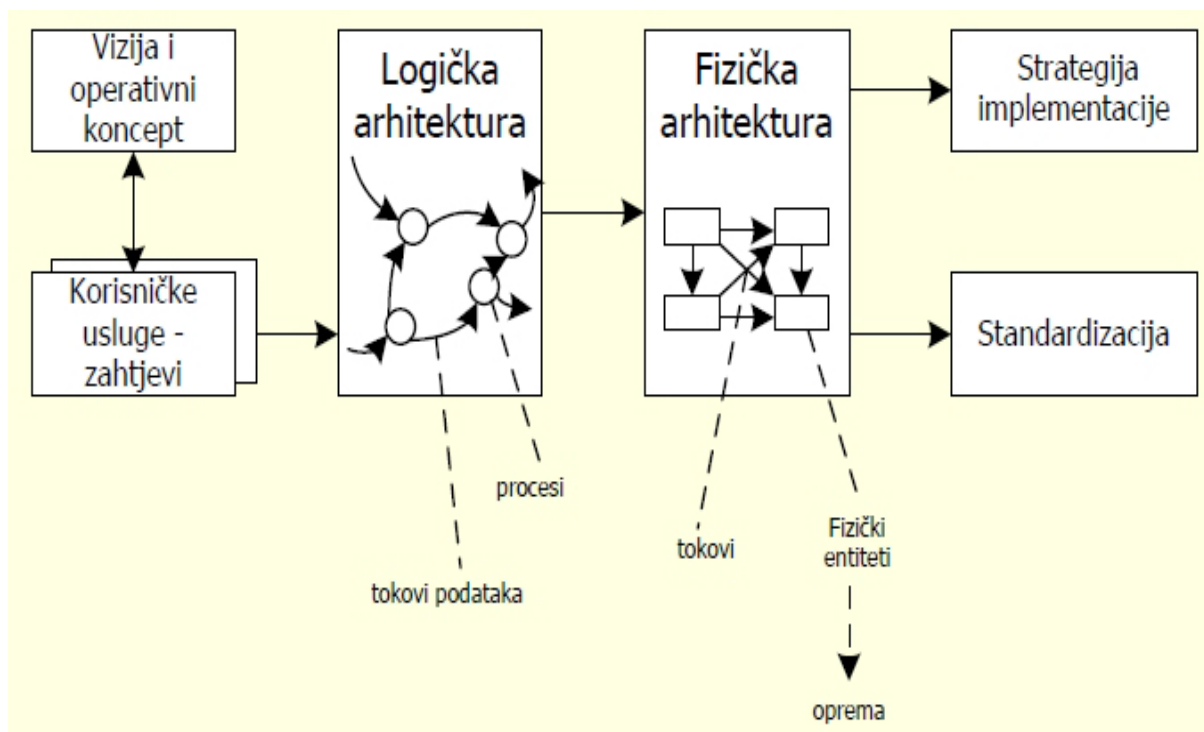 Vizija i
operativni
koncept
Korisničke
usluge -
zahtjevi
Logička
arhitektura
Fizička
arhitektura
Strategija
implementacije
Standardizacija
procesi
tokovi podataka
tokovi
Fizički
entiteti
oprema